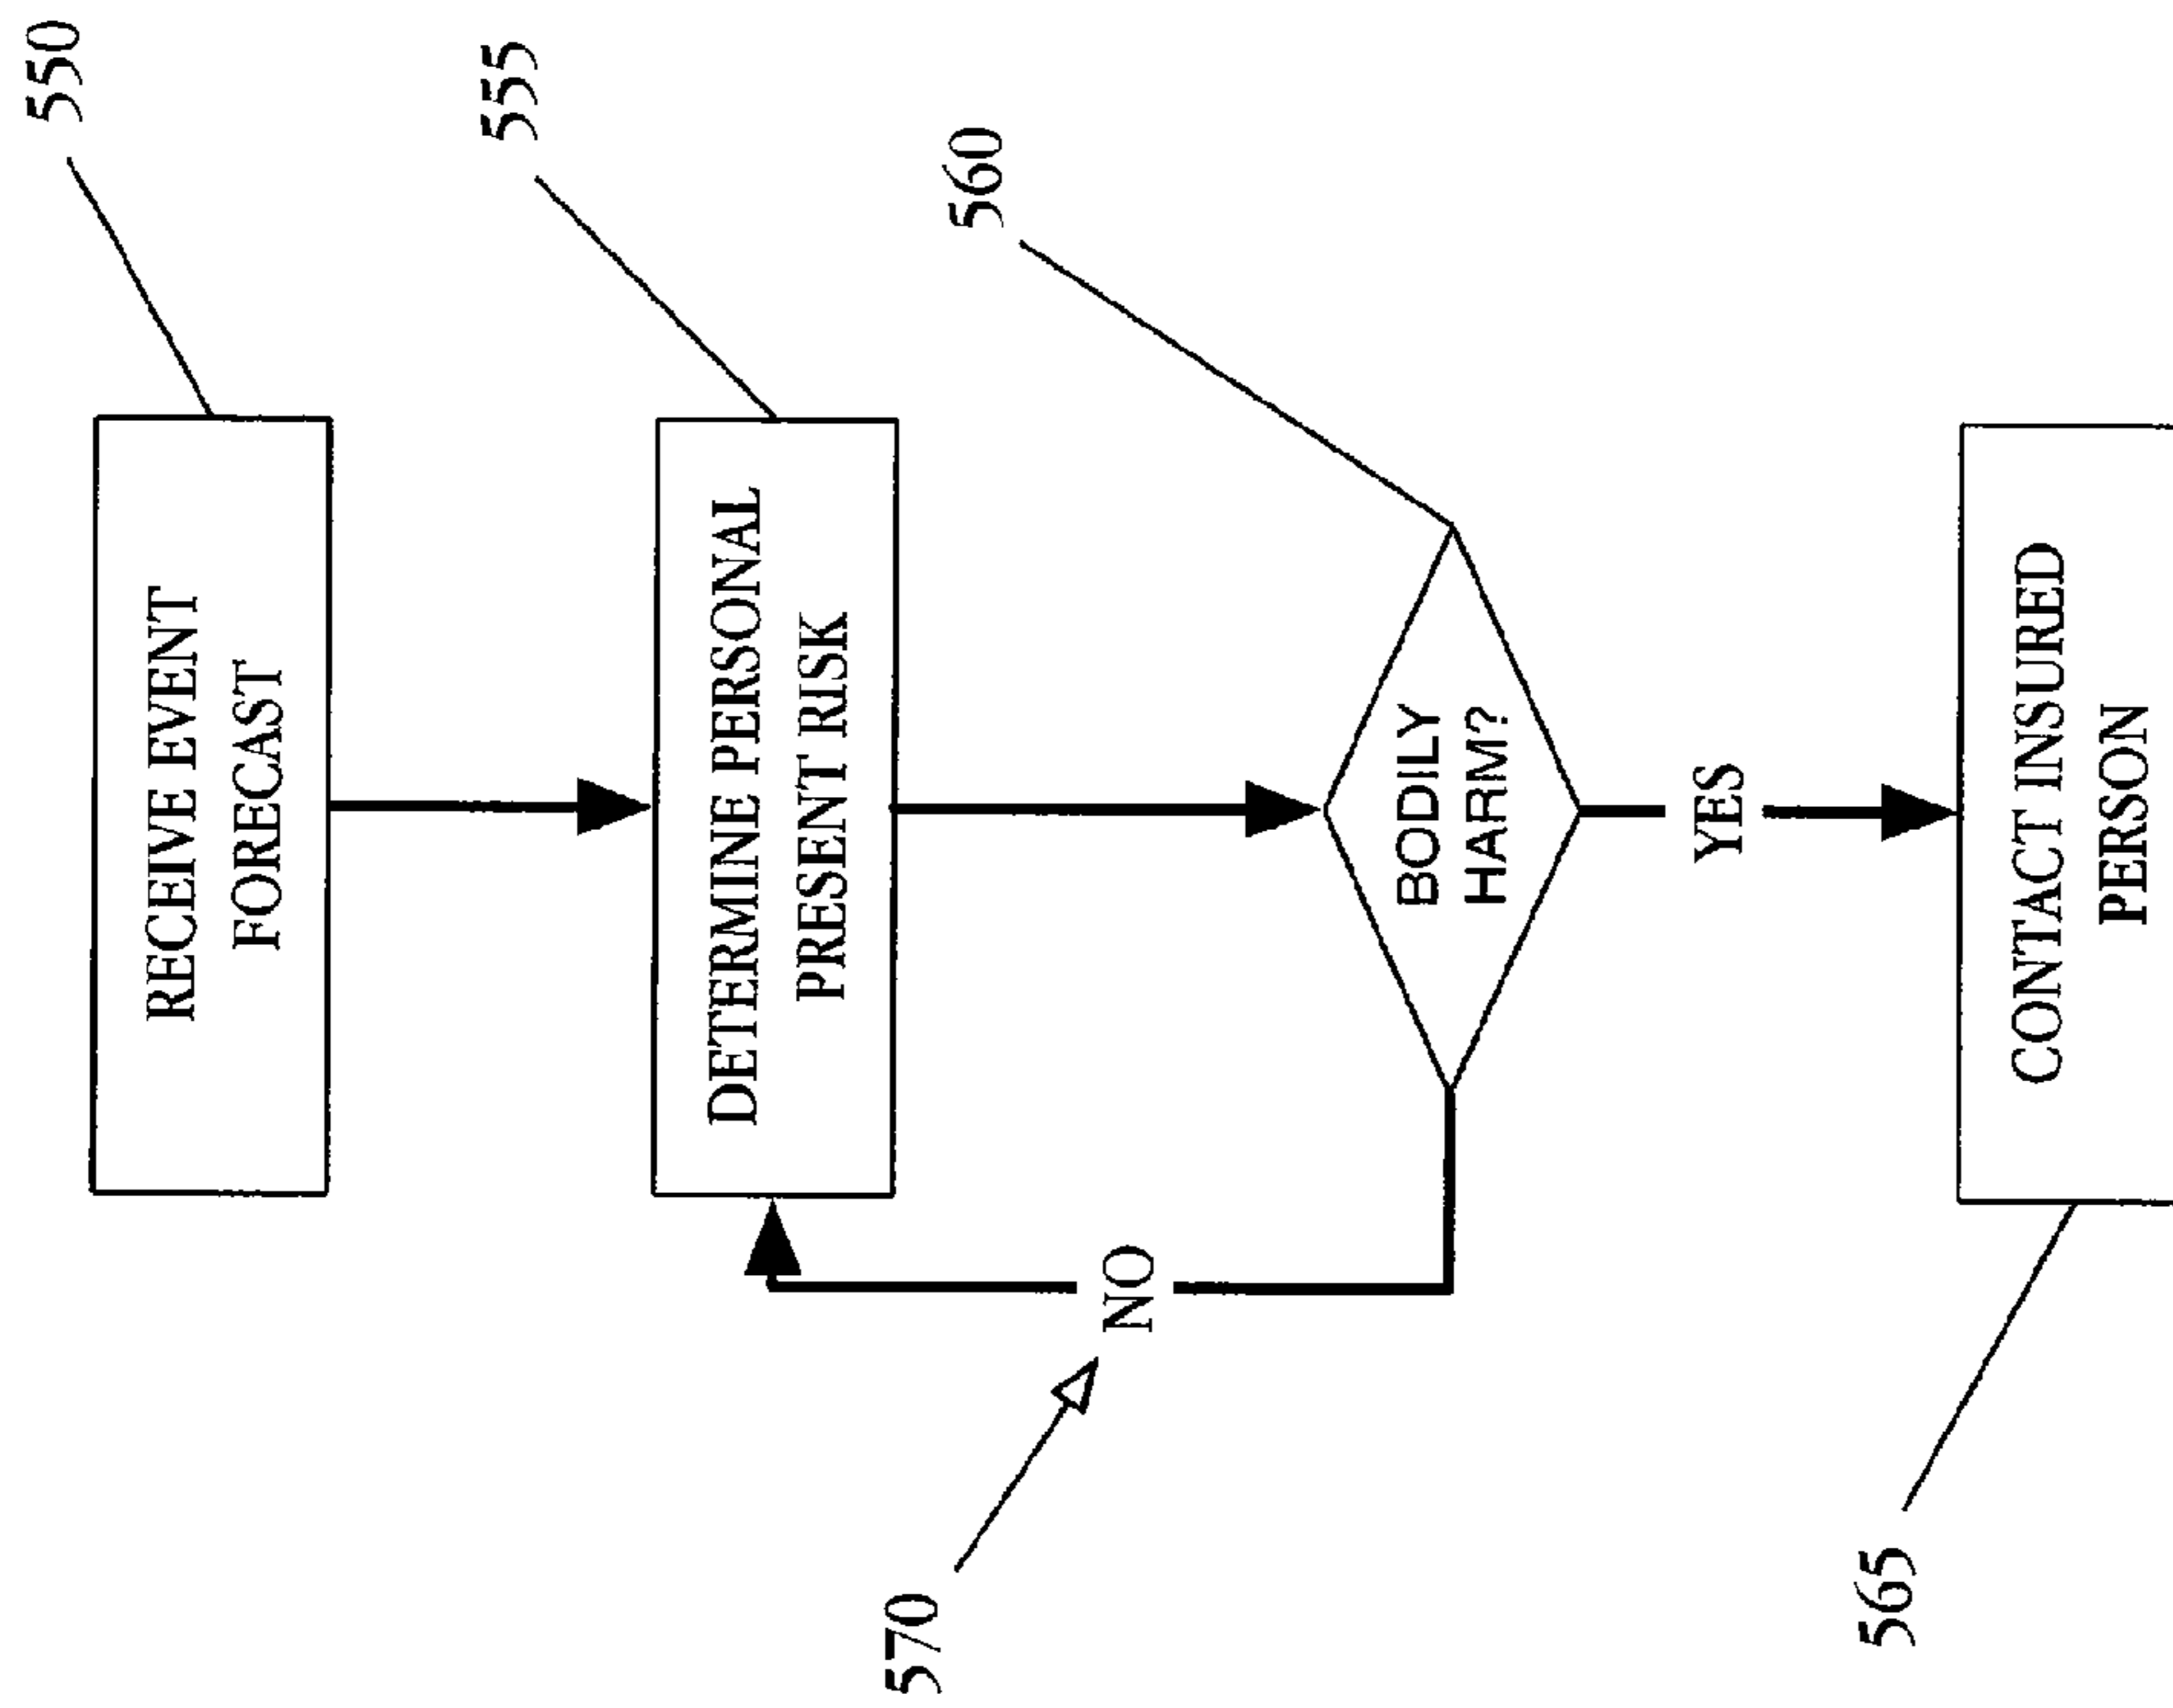 550
RECEIVE EVENT
FORECAST
555
DETERMINE PERSONAL
PRESENT RISK
560
BODILY
HARM?
570
NO
YES
565
CONTACT INSURED
PERSON